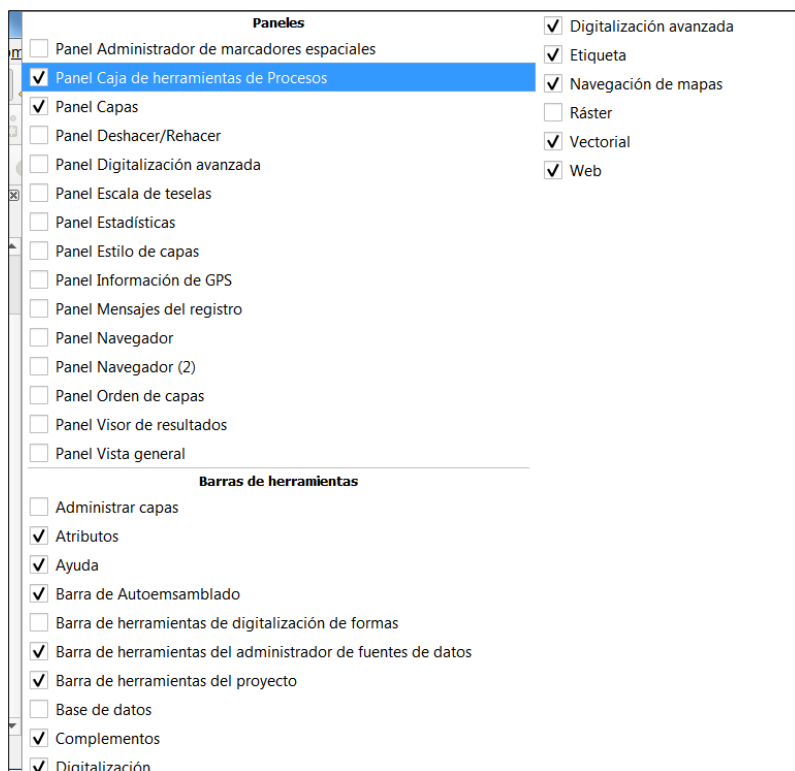 Paneles
Panel Administrador de marcadores espaciales
Panel Caja de herramientas de Procesos
Panel Capas
Panel Deshacer/Rehacer
Panel Digitalización avanzada
Panel Escala de teselas
Panel Estadísticas
Panel Estilo de capas
Panel Información de GPS
Panel Mensajes del registro
Panel Navegador
Panel Navegador (2)
Panel Orden de capas
Panel Visor de resultados
Panel Vista general
Barras de herramientas
Administrar capas
Atributos
Ayuda
Barra de Autoemsamblado
Barra de herramientas de digitalización de formas
Barra de herramientas del administrador de fuentes de datos
Barra de herramientas del proyecto
Base de datos
Complementos
Digitalización
Digitalización avanzada
Etiqueta
Navegación de mapas
Ráster
Vectorial
Web